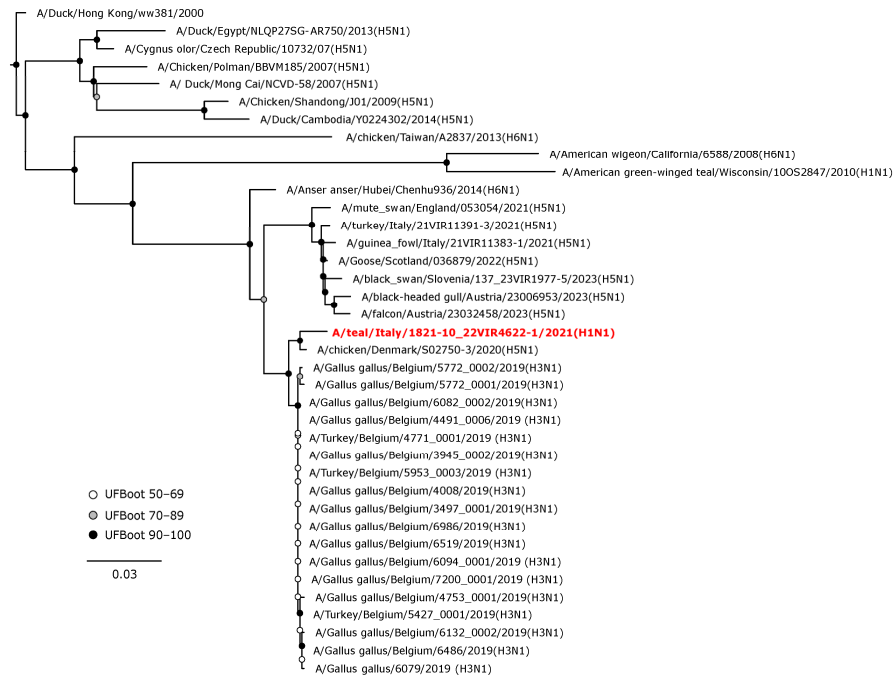 A/Duck/Hong Kong/ww381/2000
A/Duck/Egypt/NLQP27SG-AR750/2013(H5N1)
A/Cygnus olor/Czech Republic/10732/07(H5N1)
A/Chicken/Polman/BBVM185/2007(H5N1)
A/ Duck/Mong Cai/NCVD-58/2007(H5N1)
A/Chicken/Shandong/J01/2009(H5N1)
A/Duck/Cambodia/Y0224302/2014(H5N1)
A/chicken/Taiwan/A2837/2013(H6N1)
A/American wigeon/California/6588/2008(H6N1)
A/American green-winged teal/Wisconsin/10OS2847/2010(H1N1)
A/Anser anser/Hubei/Chenhu936/2014(H6N1)
A/mute_swan/England/053054/2021(H5N1)
A/turkey/Italy/21VIR11391-3/2021(H5N1)
A/guinea_fowl/Italy/21VIR11383-1/2021(H5N1)
A/Goose/Scotland/036879/2022(H5N1)
A/black_swan/Slovenia/137_23VIR1977-5/2023(H5N1)
A/black-headed gull/Austria/23006953/2023(H5N1)
A/falcon/Austria/23032458/2023(H5N1)
A/teal/Italy/1821-10_22VIR4622-1/2021(H1N1)
A/chicken/Denmark/S02750-3/2020(H5N1)
A/Gallus gallus/Belgium/5772_0002/2019(H3N1)
A/Gallus gallus/Belgium/5772_0001/2019(H3N1)
A/Gallus gallus/Belgium/6082_0002/2019(H3N1)
A/Gallus gallus/Belgium/4491_0006/2019 (H3N1)
A/Turkey/Belgium/4771_0001/2019 (H3N1)
A/Gallus gallus/Belgium/3945_0002/2019(H3N1)
A/Turkey/Belgium/5953_0003/2019 (H3N1)
A/Gallus gallus/Belgium/4008/2019(H3N1)
A/Gallus gallus/Belgium/3497_0001/2019(H3N1)
A/Gallus gallus/Belgium/6986/2019(H3N1)
A/Gallus gallus/Belgium/6519/2019(H3N1)
A/Gallus gallus/Belgium/6094_0001/2019 (H3N1)
A/Gallus gallus/Belgium/7200_0001/2019 (H3N1)
A/Gallus gallus/Belgium/4753_0001/2019(H3N1)
A/Turkey/Belgium/5427_0001/2019 (H3N1)
A/Gallus gallus/Belgium/6132_0002/2019(H3N1)
A/Gallus gallus/Belgium/6486/2019(H3N1)
A/Gallus gallus/6079/2019 (H3N1)
UFBoot 50–69
UFBoot 70–89
UFBoot 90–100
0.03